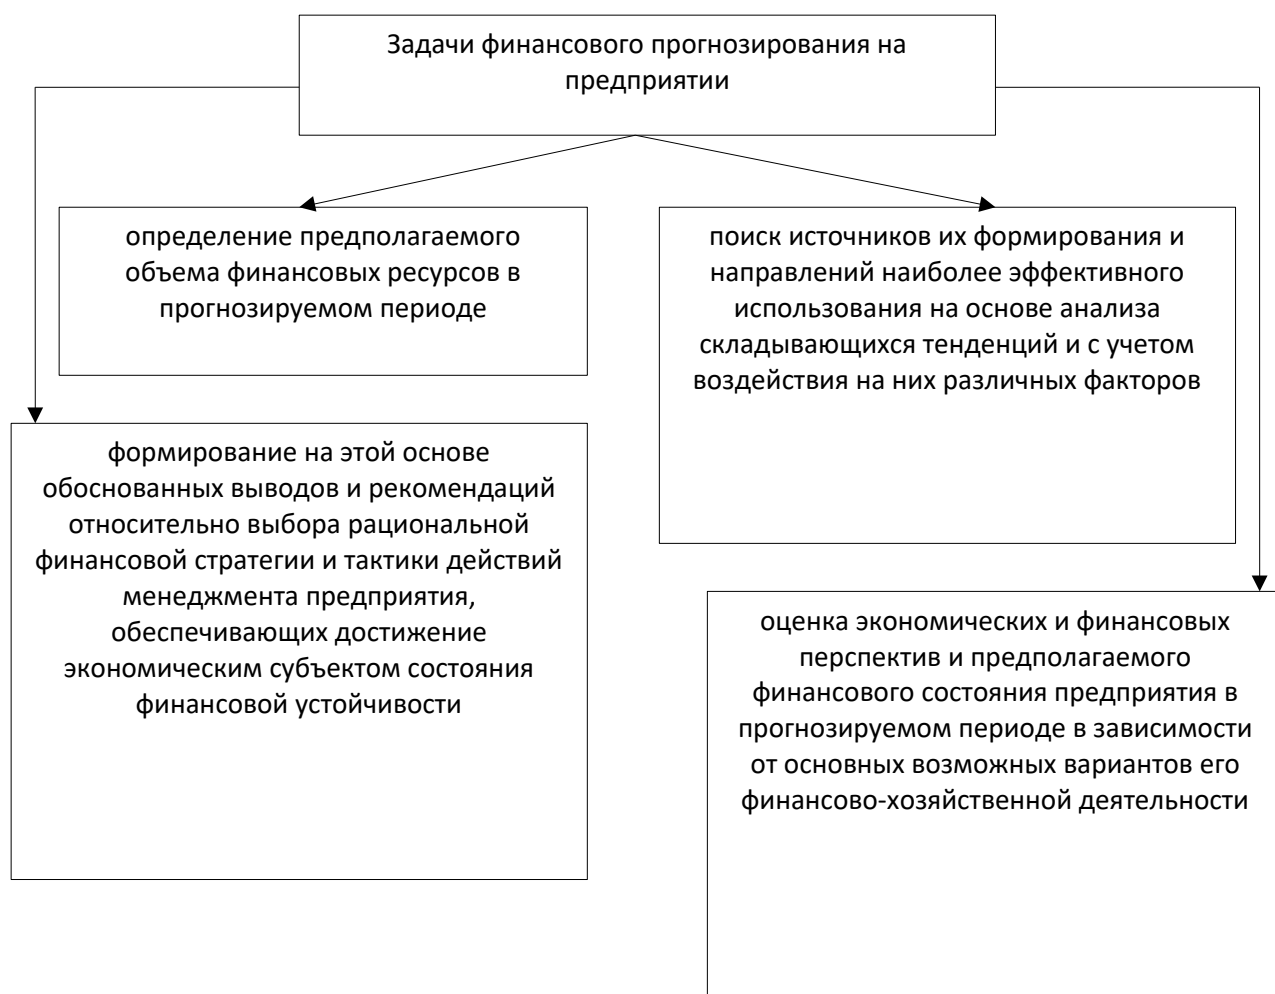 Задачи финансового прогнозирования на
предприятии
определение предполагаемого
объема финансовых ресурсов в
прогнозируемом периоде
поиск источников их формирования и
направлений наиболее эффективного
использования на основе анализа
складывающихся тенденций и с учетом
воздействия на них различных факторов
формирование на этой основе
обоснованных выводов и рекомендаций
относительно выбора рациональной
финансовой стратегии и тактики действий
менеджмента предприятия,
обеспечивающих достижение
экономическим субъектом состояния
финансовой устойчивости
оценка экономических и финансовых
перспектив и предполагаемого
финансового состояния предприятия в
прогнозируемом периоде в зависимости
от основных возможных вариантов его
финансово-хозяйственной деятельности